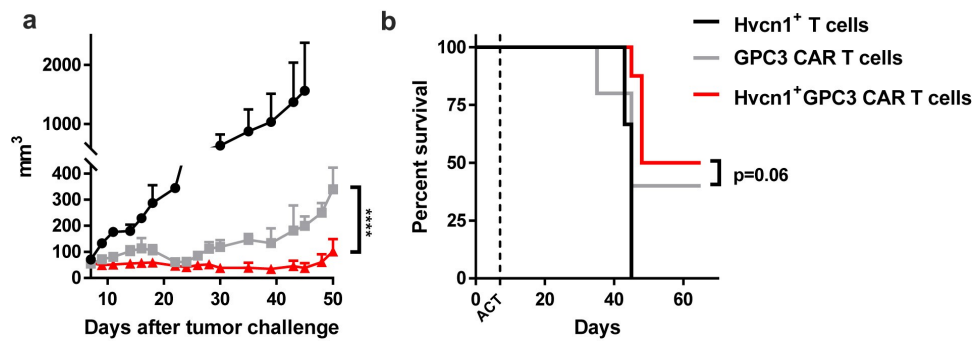 a
mm³
2000
1000
400
300
200
100
0
10
20
30
40
50
Days after tumor challenge
****
b
Percent survival
100
75
50
25
0
0
20
40
60
ACT
Days
p=0.06
Hvcn1⁺ T cells
GPC3 CAR T cells
Hvcn1⁺GPC3 CAR T cells